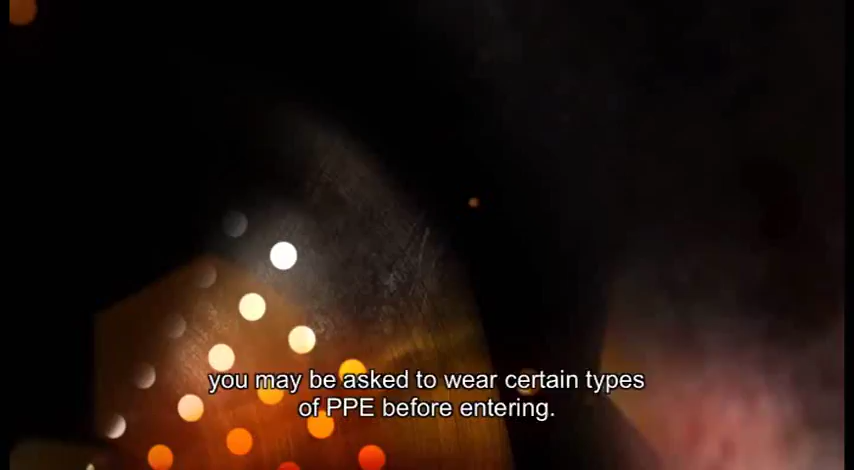 you may be asked to wear certain types
of PPE before entering.